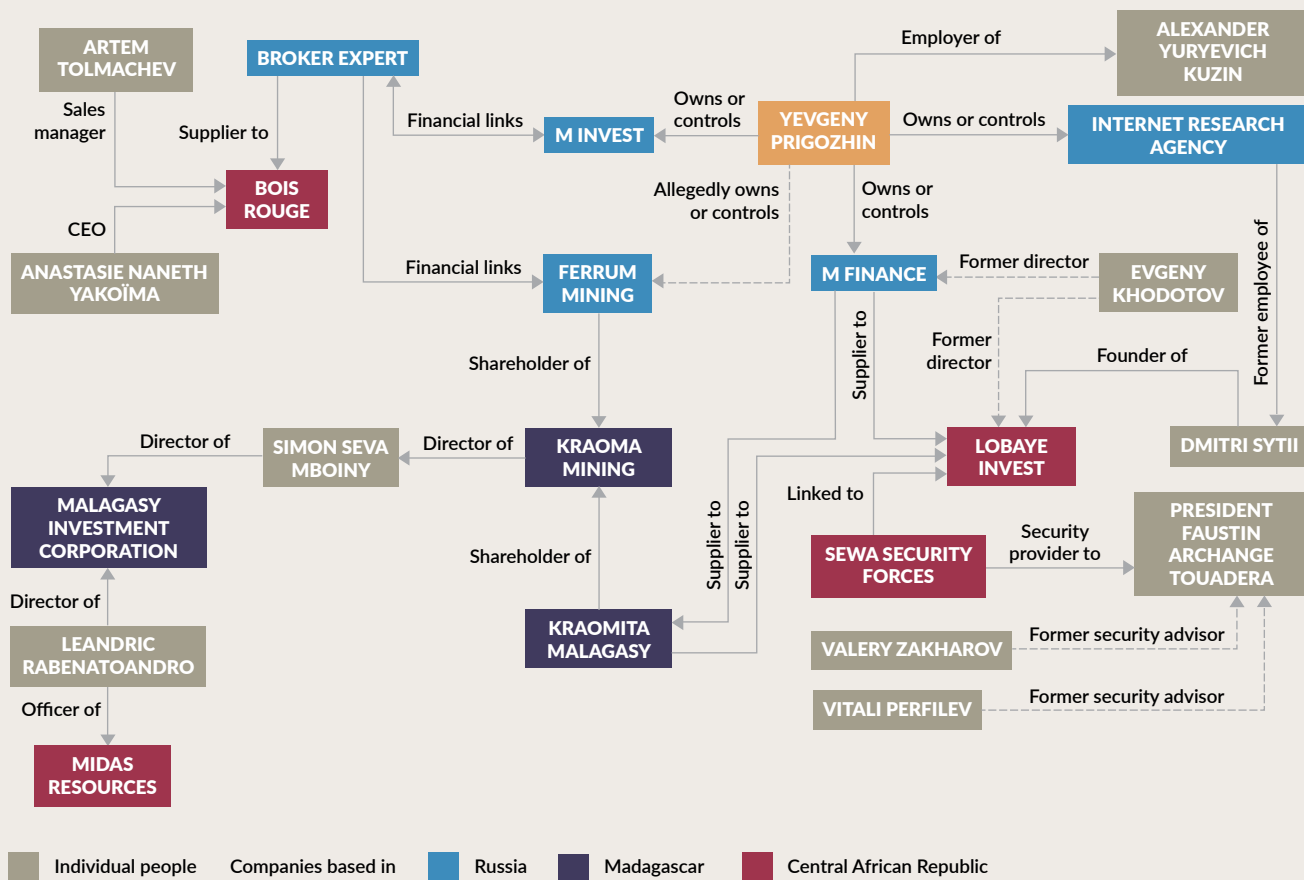 ARTEM
TOLMACHEV
BROKER EXPERT
Employer of
ALEXANDER
YURYEVICH
KUZIN
Sales
manager
Supplier to
Financial links
M INVEST
Owns or
controls
YEVGENY
PRIGOZHIN
Owns or controls
INTERNET RESEARCH
AGENCY
BOIS
ROUGE
Allegedly owns
or controls
Owns or
controls
CEO
ANASTASIE NANETH
YAKOÏMA
Financial links
FERRUM
MINING
M FINANCE
Former director
EVGENY
KHODOTOV
Former employee of
Supplier to
Former
director
Founder of
Shareholder of
Director of
SIMON SEVA
MBOINY
Director of
KRAOMA
MINING
LOBAYE
INVEST
DMITRI SYTII
MALAGASY
INVESTMENT
CORPORATION
Linked to
PRESIDENT
FAUSTIN
ARCHANGE
TOUADERA
Shareholder of
Supplier to
Supplier to
SEWA SECURITY
FORCES
Security
provider to
Director of
LEANDRIC
RABENATOANDRO
KRAOMITA
MALAGASY
VALERY ZAKHAROV
Former security advisor
Officer of
VITALI PERFILEV
Former security advisor
MIDAS
RESOURCES
Individual people
Companies based in
Russia
Madagascar
Central African Republic